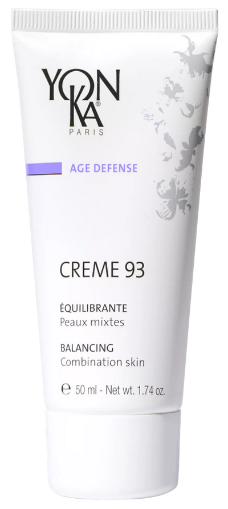 YON
KA®
PARIS
AGE DEFENSE
CREME 93
ÉQUILIBRANTE
Peaux mixtes
BALANCING
Combination skin
℮ 50 ml - Net wt. 1.74 oz.